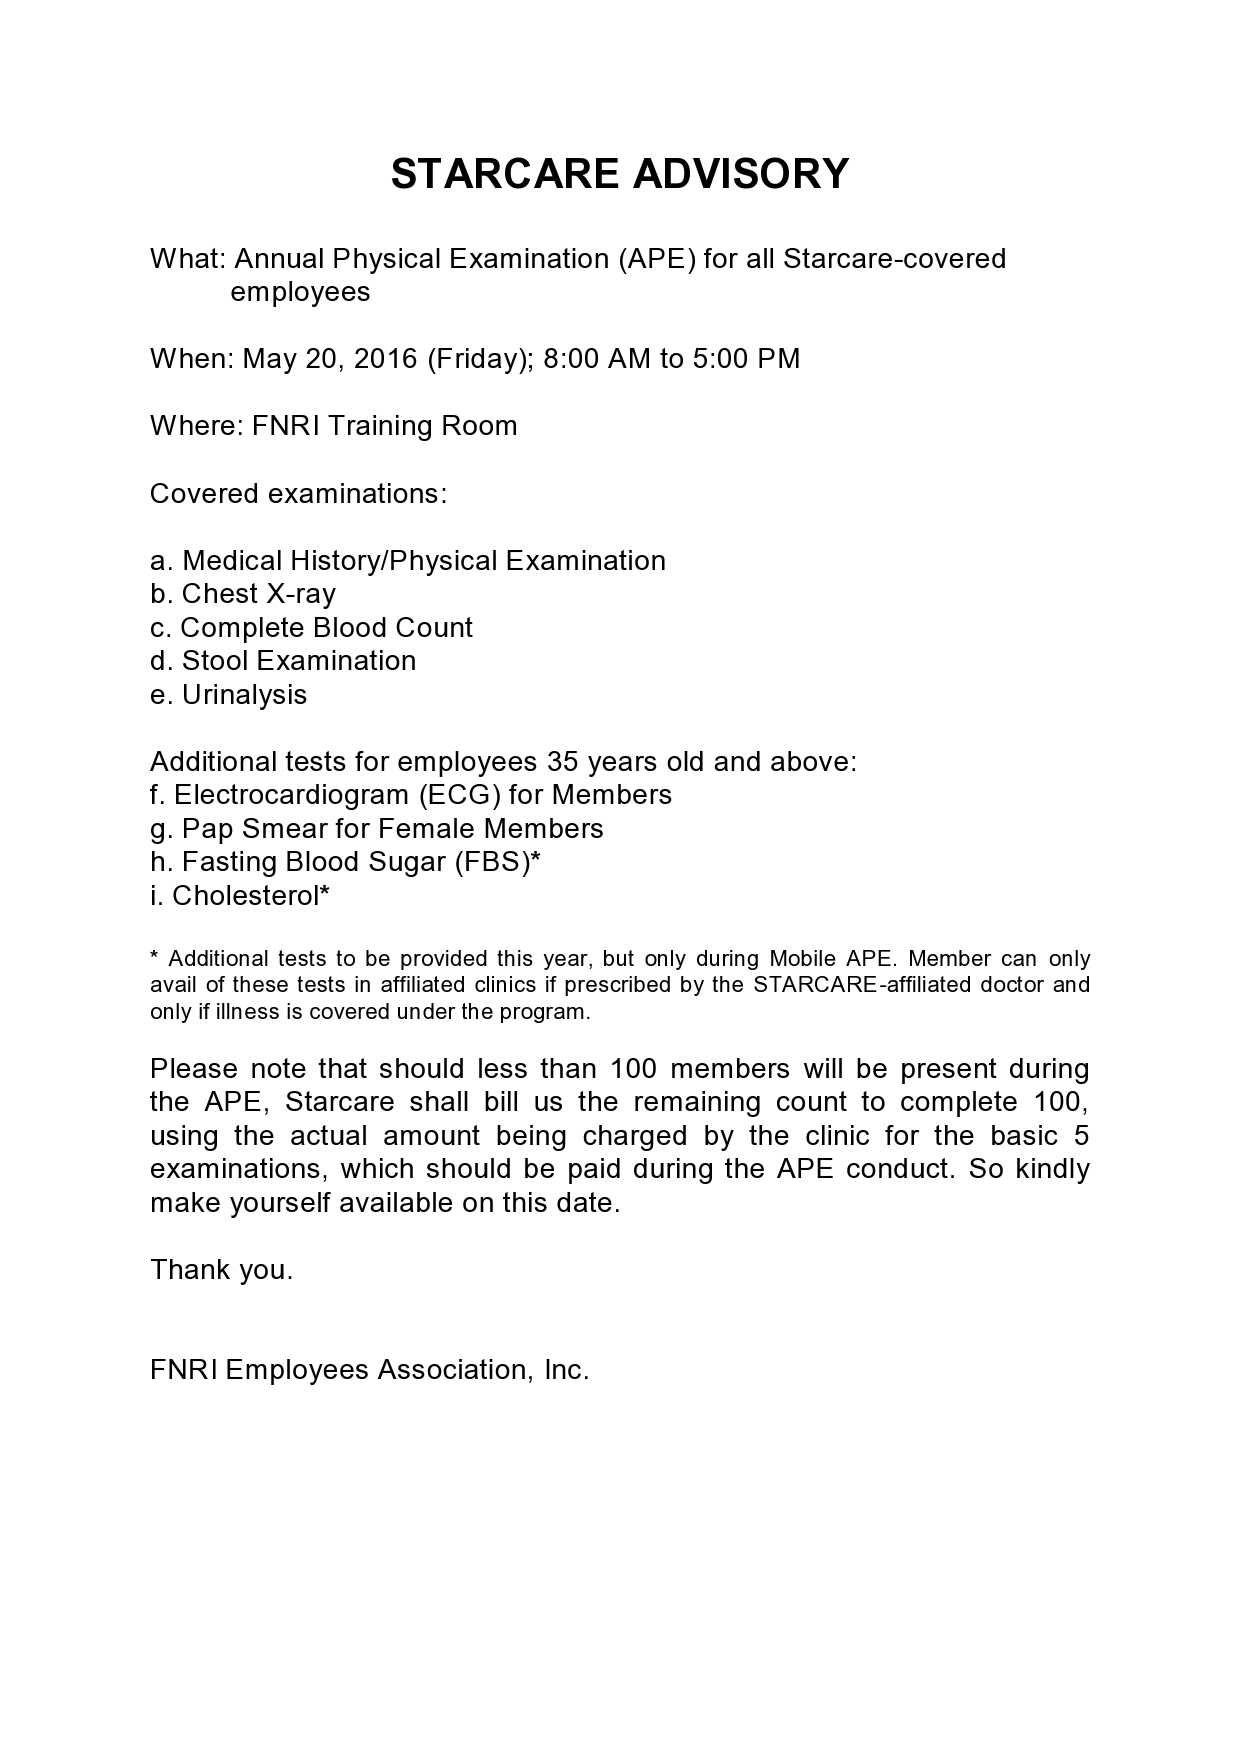 STARCARE ADVISORY
What: Annual Physical Examination (APE) for all Starcare-covered
employees
When: May 20, 2016 (Friday); 8:00 AM to 5:00 PM
Where: FNRI Training Room
Covered examinations:
a. Medical History/Physical Examination
b. Chest X-ray
c. Complete Blood Count
d. Stool Examination
e. Urinalysis
Additional tests for employees 35 years old and above:
f. Electrocardiogram (ECG) for Members
g. Pap Smear for Female Members
h. Fasting Blood Sugar (FBS)*
i. Cholesterol*
* Additional tests to be provided this year, but only during Mobile APE. Member can only
avail of these tests in affiliated clinics if prescribed by the STARCARE-affiliated doctor and
only if illness is covered under the program.
Please note that should less than 100 members will be present during
the APE, Starcare shall bill us the remaining count to complete 100,
using the actual amount being charged by the clinic for the basic 5
examinations, which should be paid during the APE conduct. So kindly
make yourself available on this date.
Thank you.
FNRI Employees Association, Inc.